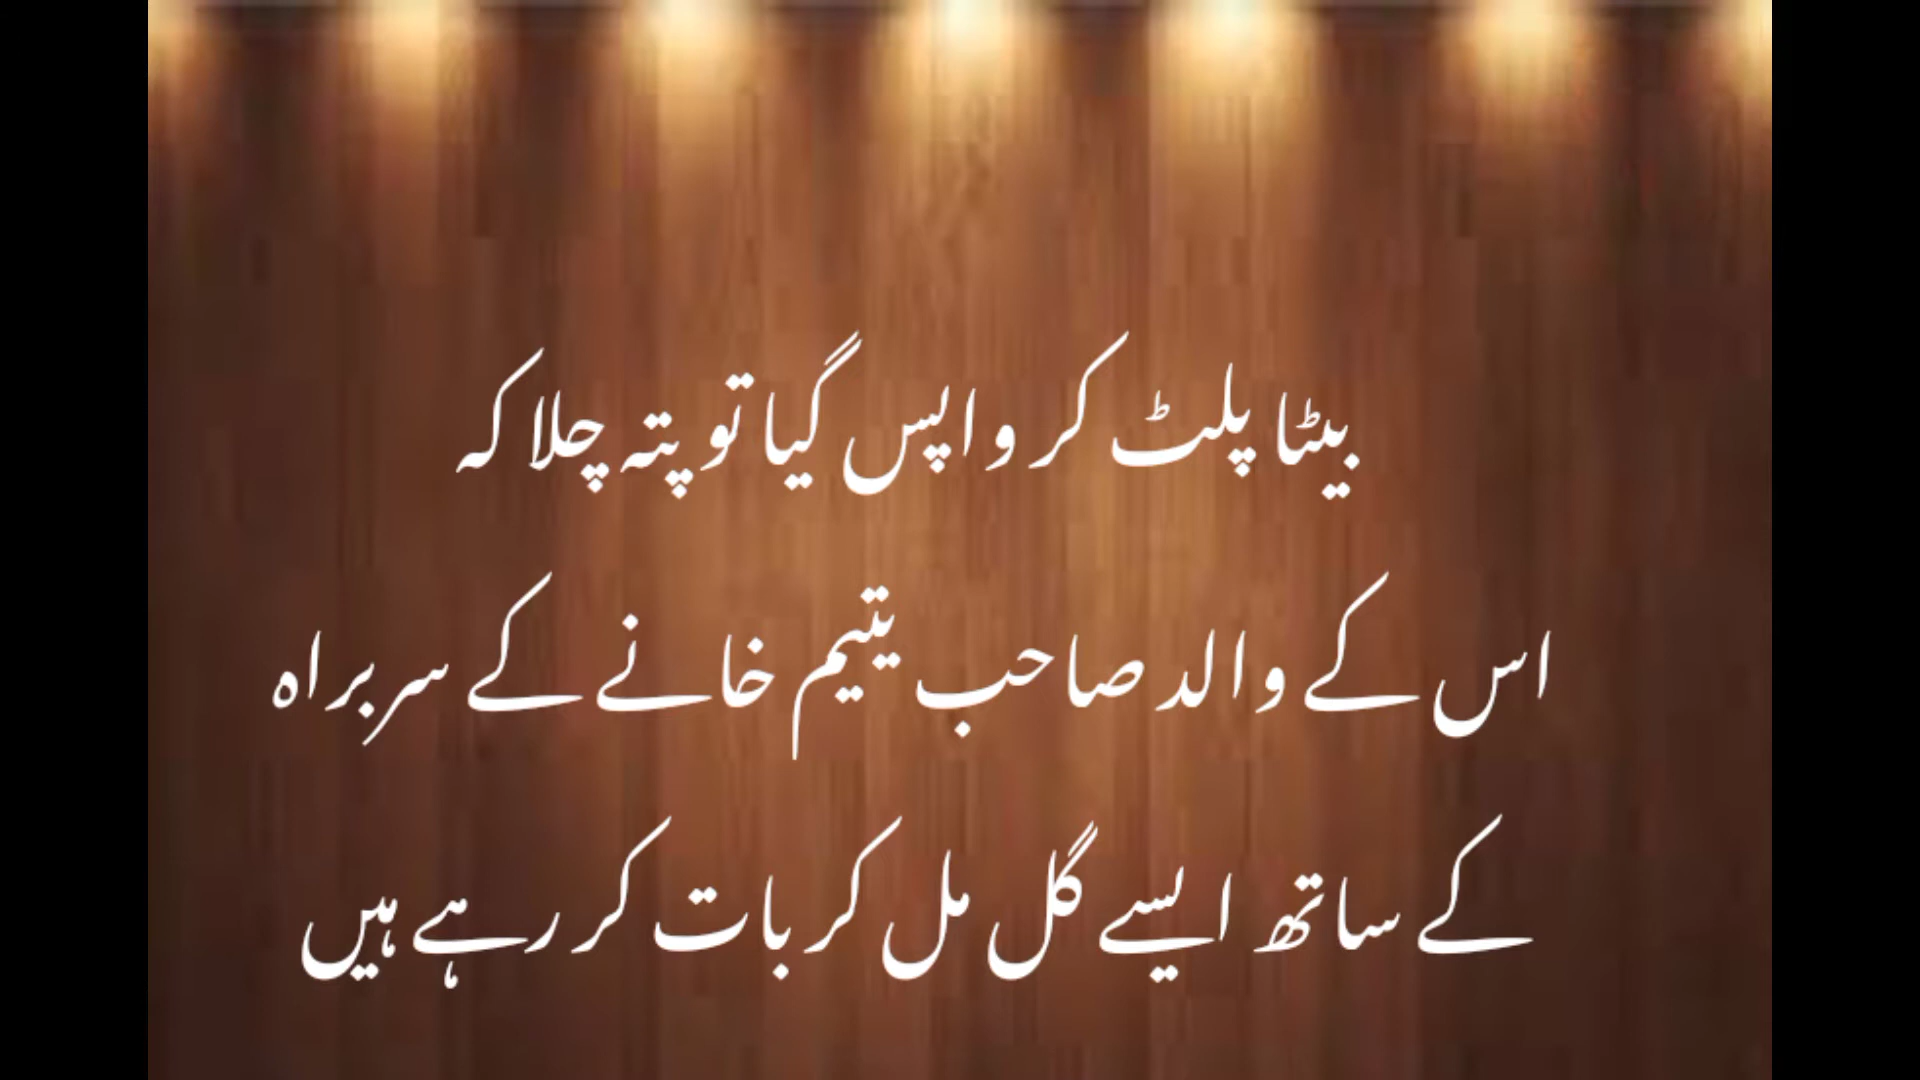 بیٹا پلٹ کر واپس گیا تو پتہ چلا کہ
اس کے والد صاحب یتیم خانے کے سربراہ
کے ساتھ ایسے گل مل کر بات کر رہے ہیں